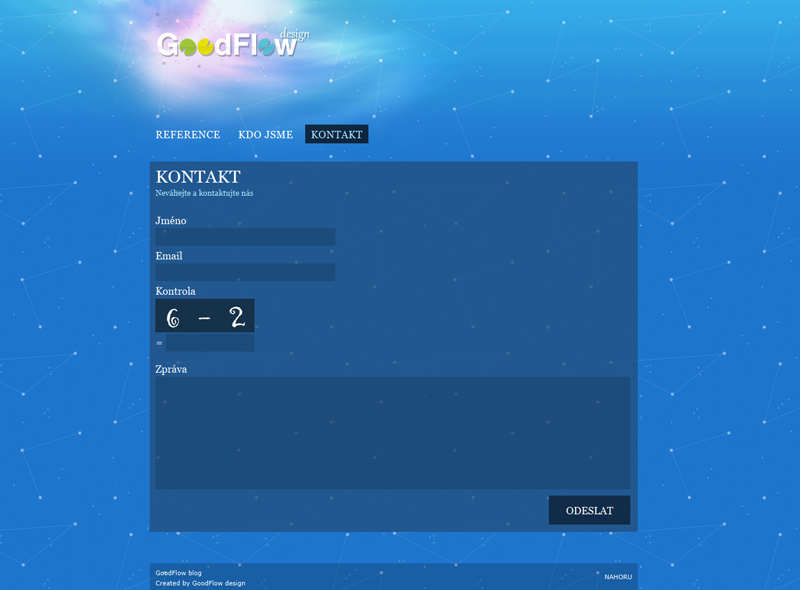 GoodFlow design
REFERENCE KDO JSME KONTAKT
KONTAKT
Neváhejte a kontaktujte nás
Jméno
Email
Kontrola
6 – 2
=
Zpráva
ODESLAT
GoodFlow blog
NAHORU
Created by GoodFlow design